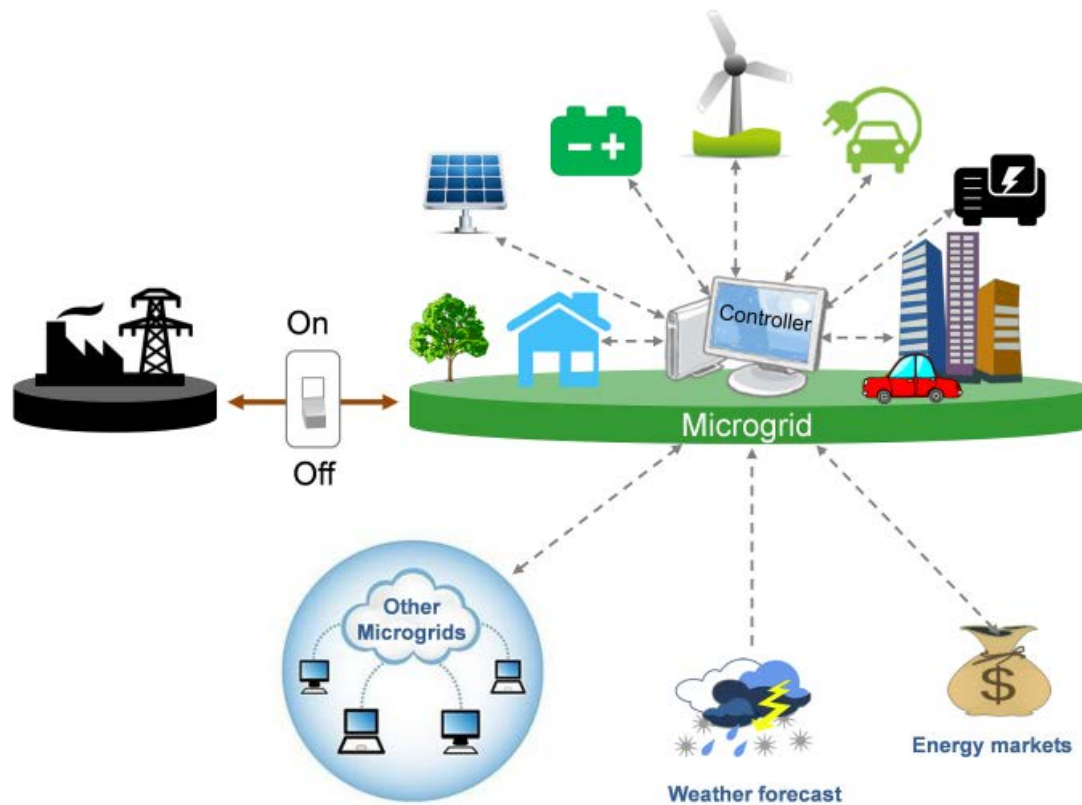 On
Off
Controller
Microgrid
Other
Microgrids
Weather forecast
$
Energy markets